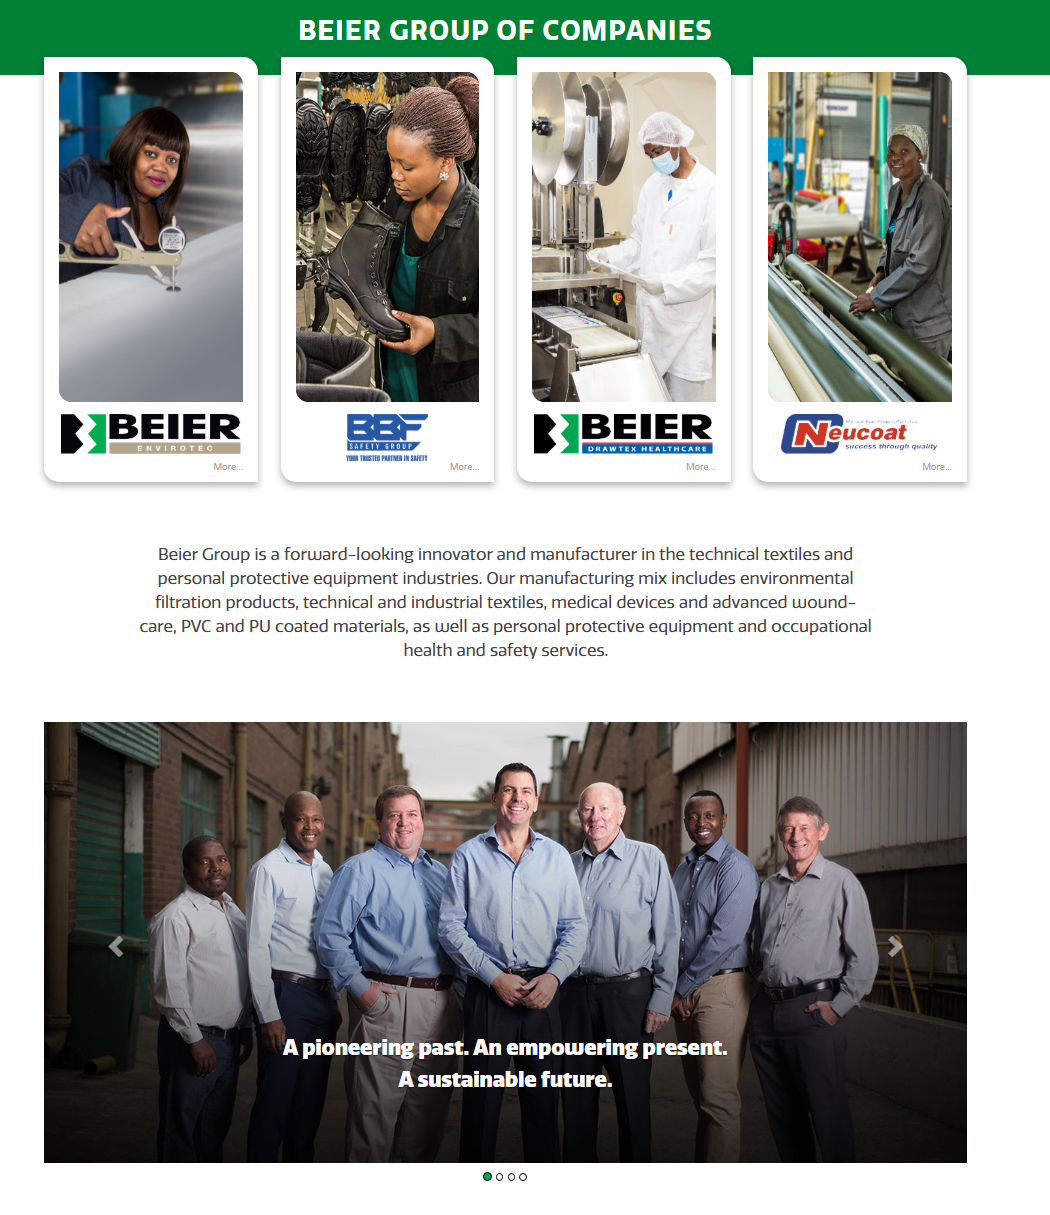 BEIER GROUP OF COMPANIES
BEIER
ENVIROTEC
More...
BBF
SAFETY GROUP
YOUR TRUSTED PARTNER IN SAFETY
More...
BEIER
DRAWTEX HEALTHCARE
More...
Neucoat
success through quality
More...
Beier Group is a forward-looking innovator and manufacturer in the technical textiles and
personal protective equipment industries. Our manufacturing mix includes environmental
filtration products, technical and industrial textiles, medical devices and advanced wound-
care, PVC and PU coated materials, as well as personal protective equipment and occupational
health and safety services.
A pioneering past. An empowering present.
A sustainable future.